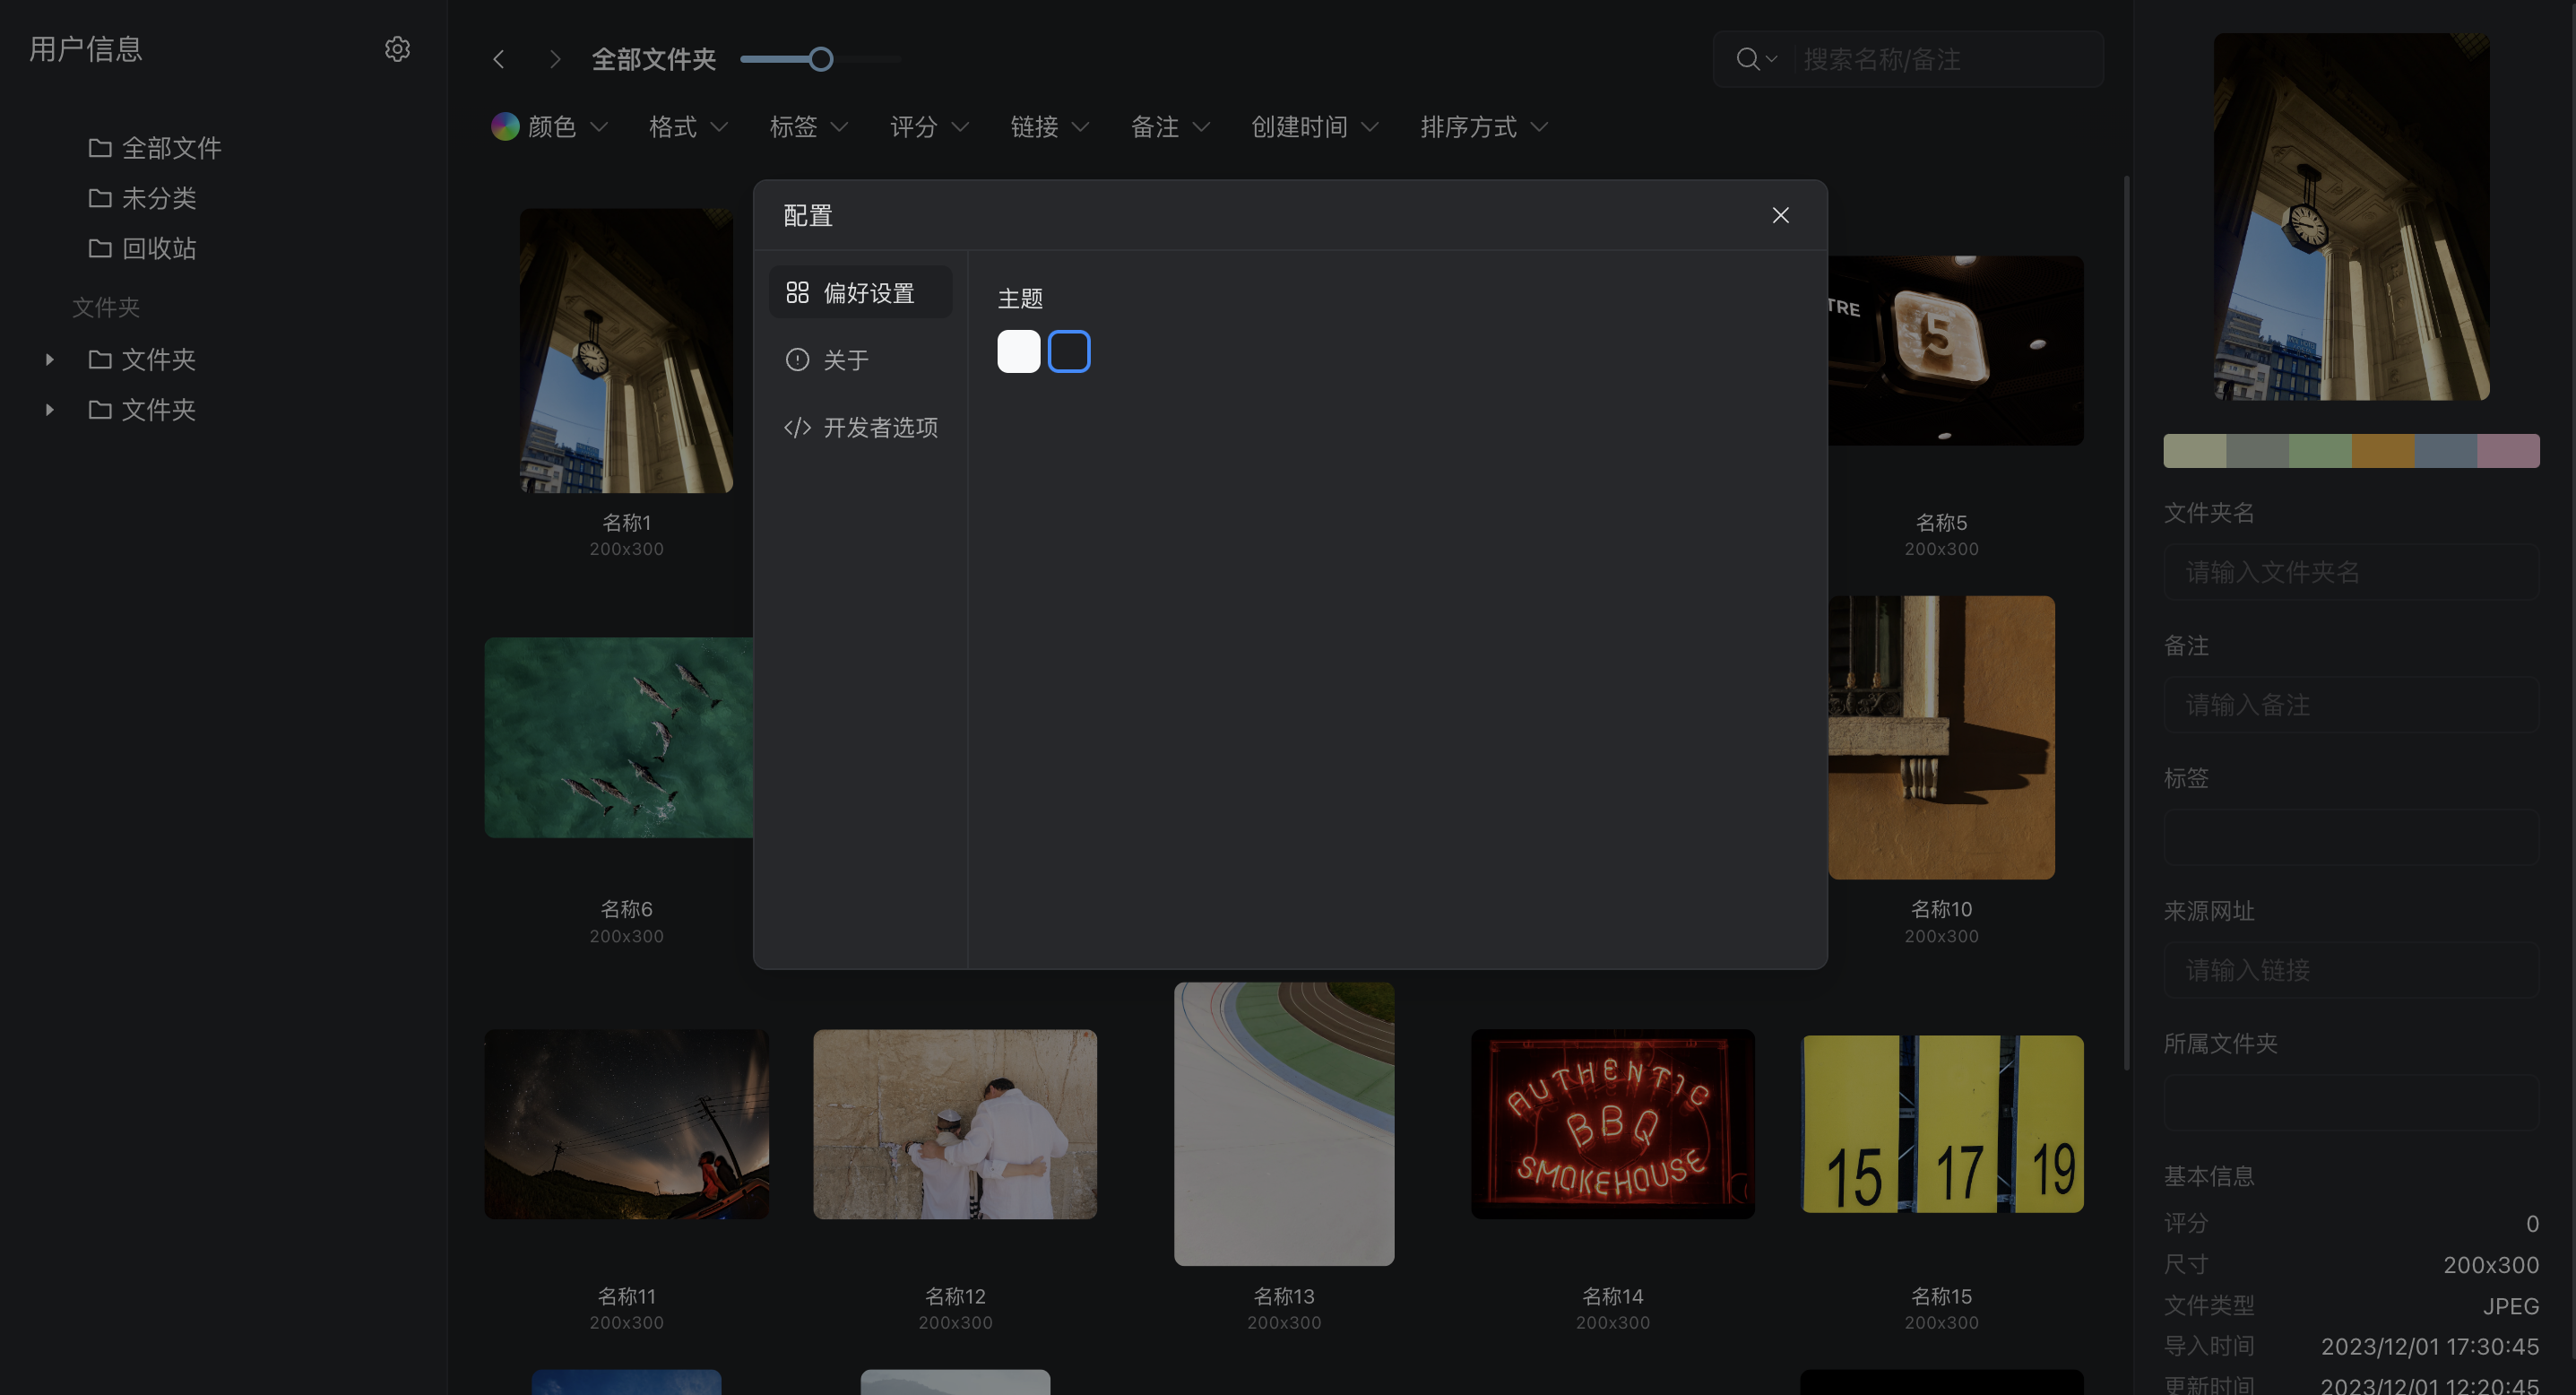 用户信息
全部文件
未分类
回收站
文件夹
文件夹
文件夹
全部文件夹
搜索名称/备注
颜色
格式
标签
评分
链接
备注
创建时间
排序方式
配置
偏好设置
关于
开发者选项
主题
TRE
5
名称1
200x300
名称5
200x300
名称6
200x300
名称10
200x300
AUTHENTIC
BBQ
SMOKEHOUSE
15 17 19
名称11
200x300
名称12
200x300
名称13
200x300
名称14
200x300
名称15
200x300
文件夹名
请输入文件夹名
备注
请输入备注
标签
来源网址
请输入链接
所属文件夹
基本信息
评分 0
尺寸 200x300
文件类型 JPEG
导入时间 2023/12/01 17:30:45
更新时间 2023/12/01 12:20:45